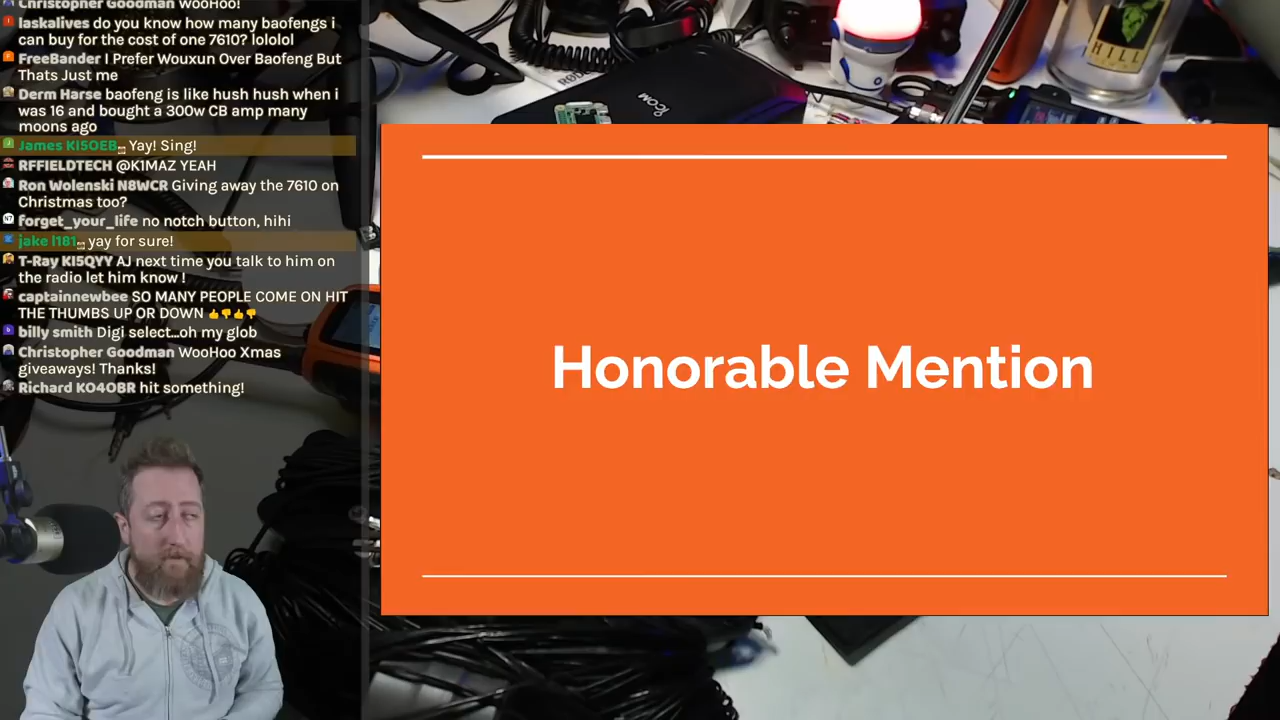 Christopher Goodman WooHoo!
laskalives do you know how many baofengs i
can buy for the cost of one 7610? lololol
FreeBander I Prefer Wouxun Over Baofeng But
Thats Just me
Derm Harse baofeng is like hush hush when i
was 16 and bought a 300w CB amp many
moons ago
James KI5OEB Yay! Sing!
RFFIELDTECH @K1MAZ YEAH
Ron Wolenski N8WCR Giving away the 7610 on
Christmas too?
forget_your_life no notch button, hihi
jake l181 yay for sure!
T-Ray KI5QYY AJ next time you talk to him on
the radio let him know !
captainnewbee SO MANY PEOPLE COME ON HIT
THE THUMBS UP OR DOWN 👍👎👍👎
billy smith Digi select...oh my glob
Christopher Goodman WooHoo Xmas
giveaways! Thanks!
Richard KO4OBR hit something!
ICOM
HILL
Honorable Mention